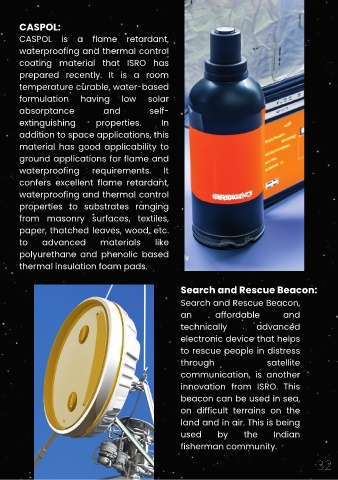 CASPOL:
CASPOL is a flame retardant,
waterproofing and thermal control
coating material that ISRO has
prepared recently. It is a room
temperature curable, water-based
formulation having low solar
absorptance and self-
extinguishing properties. In
addition to space applications, this
material has good applicability to
ground applications for flame and
waterproofing requirements. It
confers excellent flame retardant,
waterproofing and thermal control
properties to substrates ranging
from masonry surfaces, textiles,
paper, thatched leaves, wood, etc.
to advanced materials like
polyurethane and phenolic based
thermal insulation foam pads.
Search and Rescue Beacon:
Search and Rescue Beacon,
an affordable and
technically advanced
electronic device that helps
to rescue people in distress
through satellite
communication, is another
innovation from ISRO. This
beacon can be used in sea,
on difficult terrains on the
land and in air. This is being
used by the Indian
fisherman community.
32